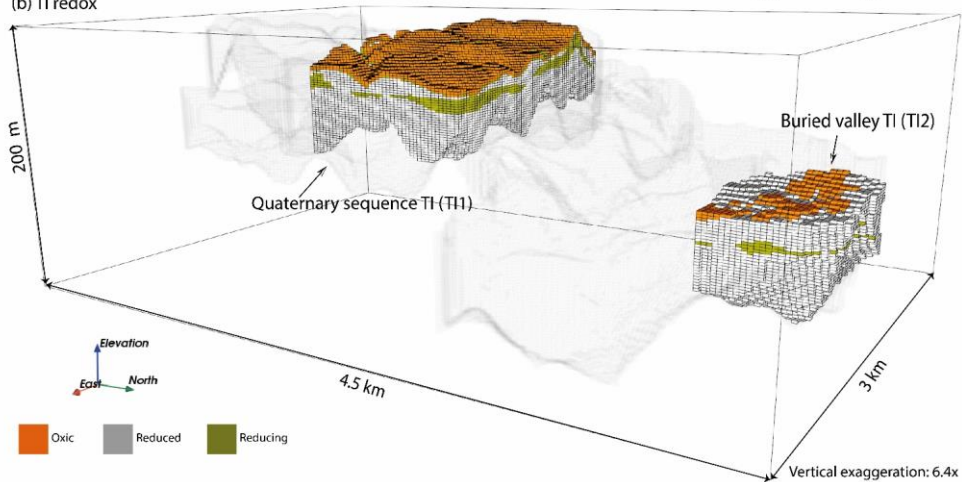 (b) TI redox
200 m
Buried valley TI (TI2)
Quaternary sequence TI (TI1)
Elevation
East
North
4.5 km
3 km
Oxic
Reduced
Reducing
Vertical exaggeration: 6.4x